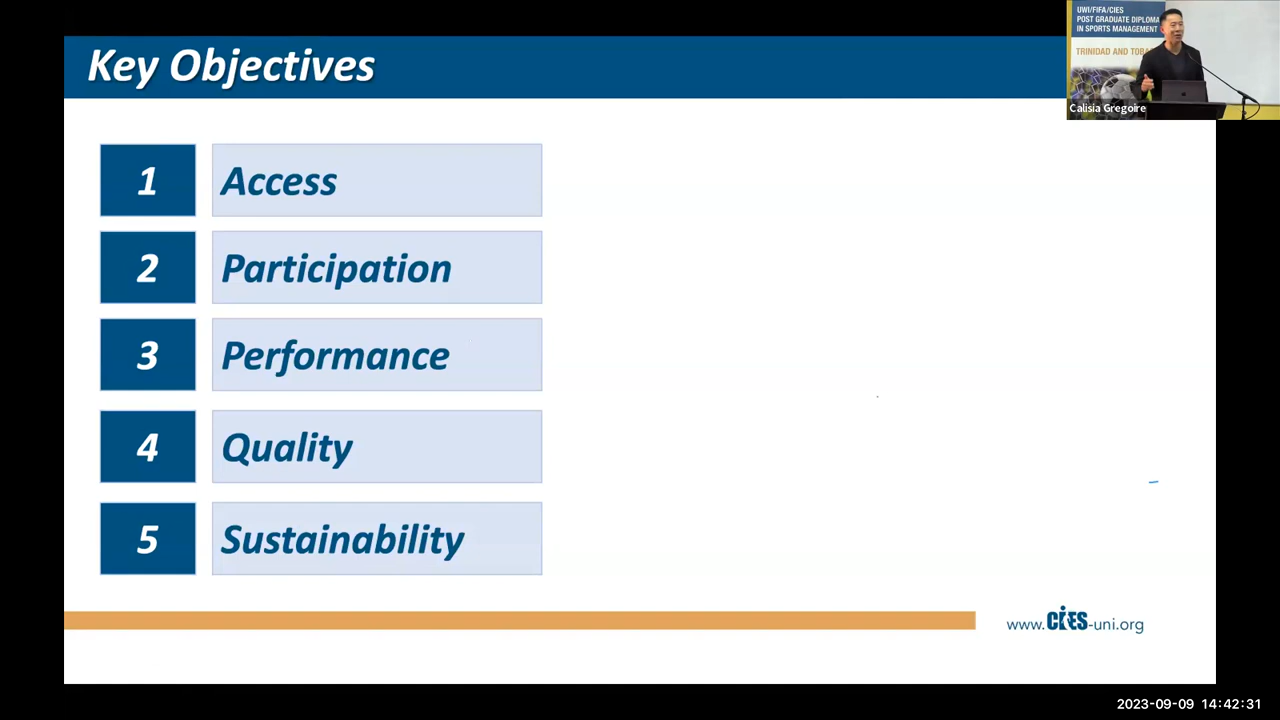 Key Objectives
1 Access
2 Participation
3 Performance
4 Quality
5 Sustainability
www.CIES-uni.org
UWI/FIFA/CIES
POST GRADUATE DIPLOMA
IN SPORTS MANAGEMENT
TRINIDAD AND TOBA
Calisia Gregoire
2023-09-09 14:42:31